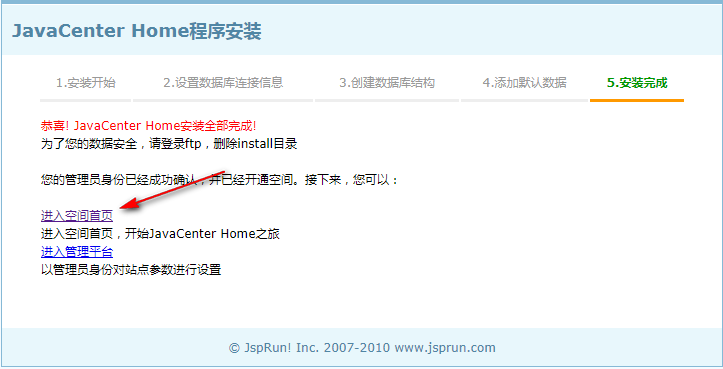 JavaCenter Home程序安装
1.安装开始 2.设置数据库连接信息 3.创建数据库结构 4.添加默认数据 5.安装完成
恭喜! JavaCenter Home安装全部完成!
为了您的数据安全，请登录ftp，删除install目录
您的管理员身份已经成功确认，并已经开通空间。接下来，您可以：
进入空间首页
进入空间首页，开始JavaCenter Home之旅
进入管理平台
以管理员身份对站点参数进行设置
© JspRun! Inc. 2007-2010 www.jsprun.com